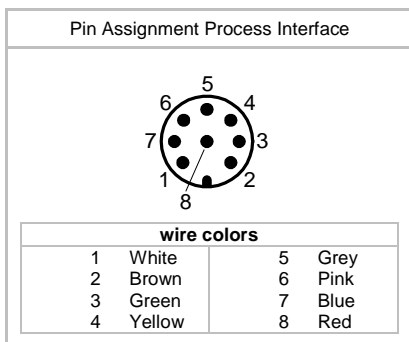 Pin Assignment Process Interface
5
6 4
7 3
1 2
8
wire colors
1 White 5 Grey
2 Brown 6 Pink
3 Green 7 Blue
4 Yellow 8 Red